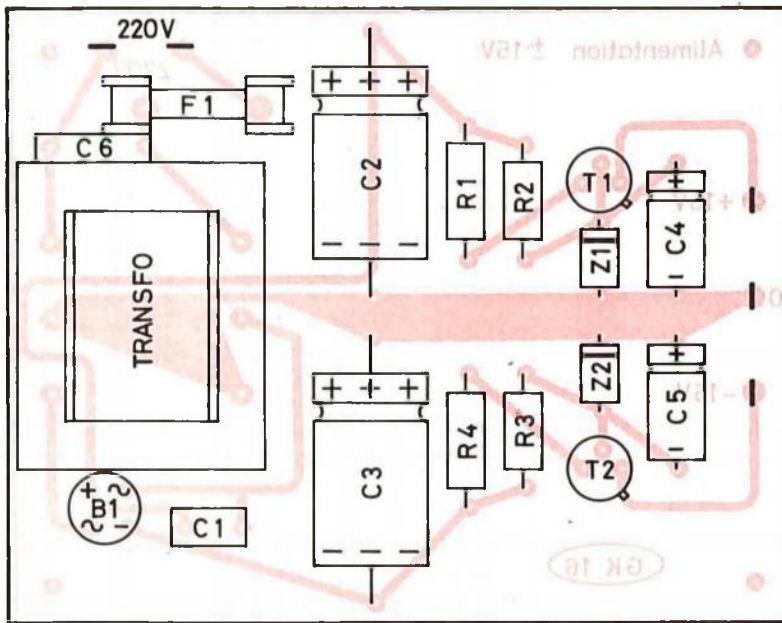 220V
Alimentation ± 15V
F1
C6
C2
R1
R2
T1
C4
+15V
Z1
0
TRANSFO
Z2
C5
-15V
R4
R3
T2
C3
B1
C1
GK 16